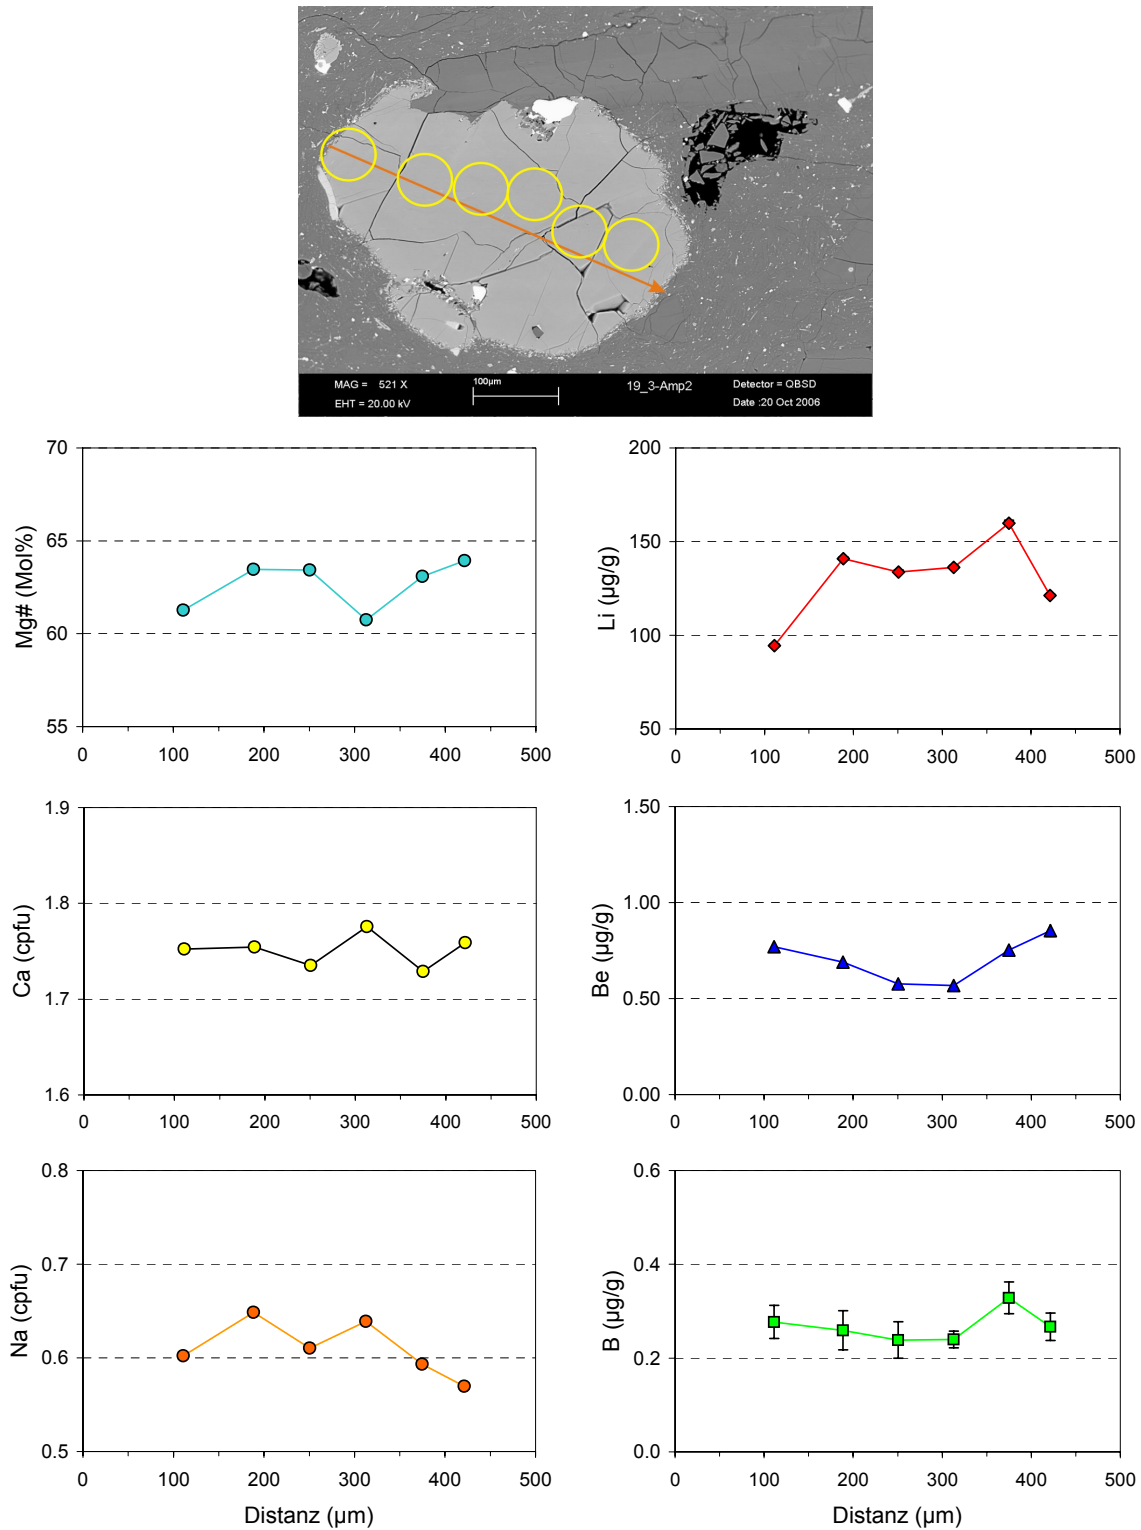 MAG = 521 X
EHT = 20.00 kV
100µm
19_3-Amp2
Detector = QBSD
Date :20 Oct 2006
Mg# (Mol%)
70
65
60
55
0 100 200 300 400 500
Li (µg/g)
200
150
100
50
0 100 200 300 400 500
Ca (cpfu)
1.9
1.8
1.7
1.6
0 100 200 300 400 500
Be (µg/g)
1.50
1.00
0.50
0.00
0 100 200 300 400 500
Na (cpfu)
0.8
0.7
0.6
0.5
0 100 200 300 400 500
Distanz (µm)
B (µg/g)
0.6
0.4
0.2
0.0
0 100 200 300 400 500
Distanz (µm)